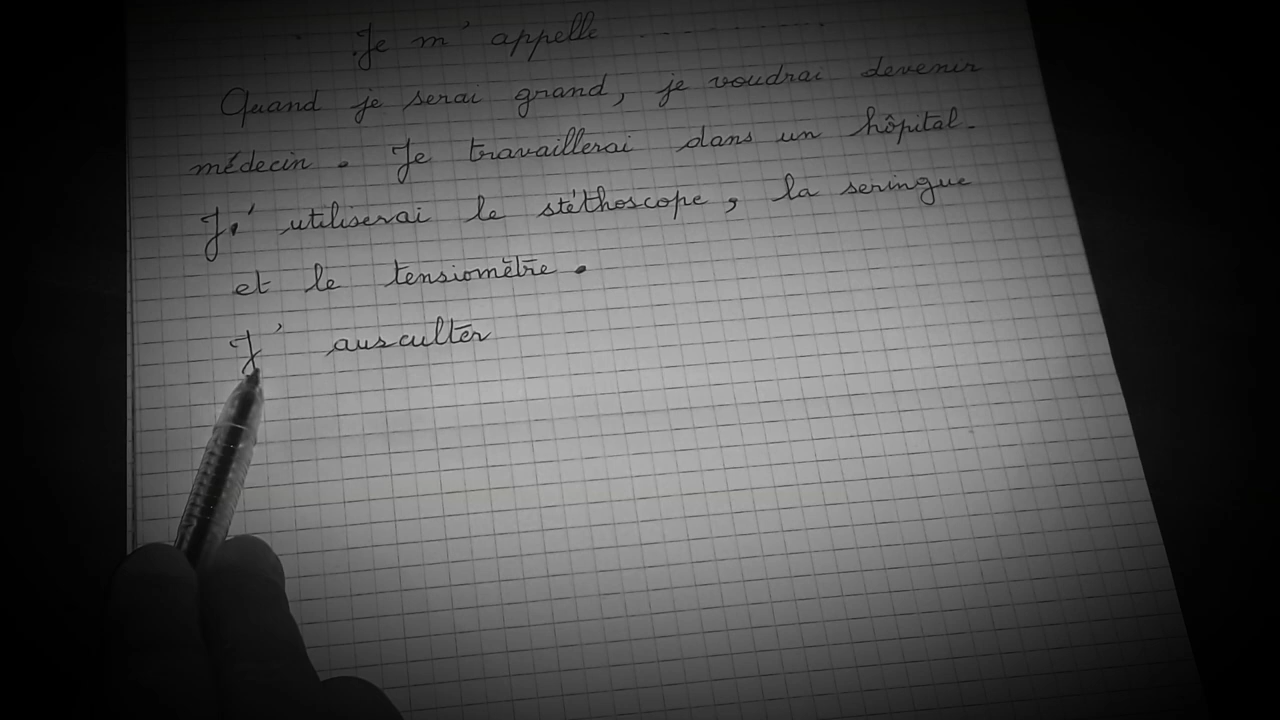 Je m' appelle ..............
Quand je serai grand, je voudrai devenir
médecin. Je travaillerai dans un hôpital.
J' utiliserai le stéthoscope, la seringue
et le tensiomètre.
J' ausculter